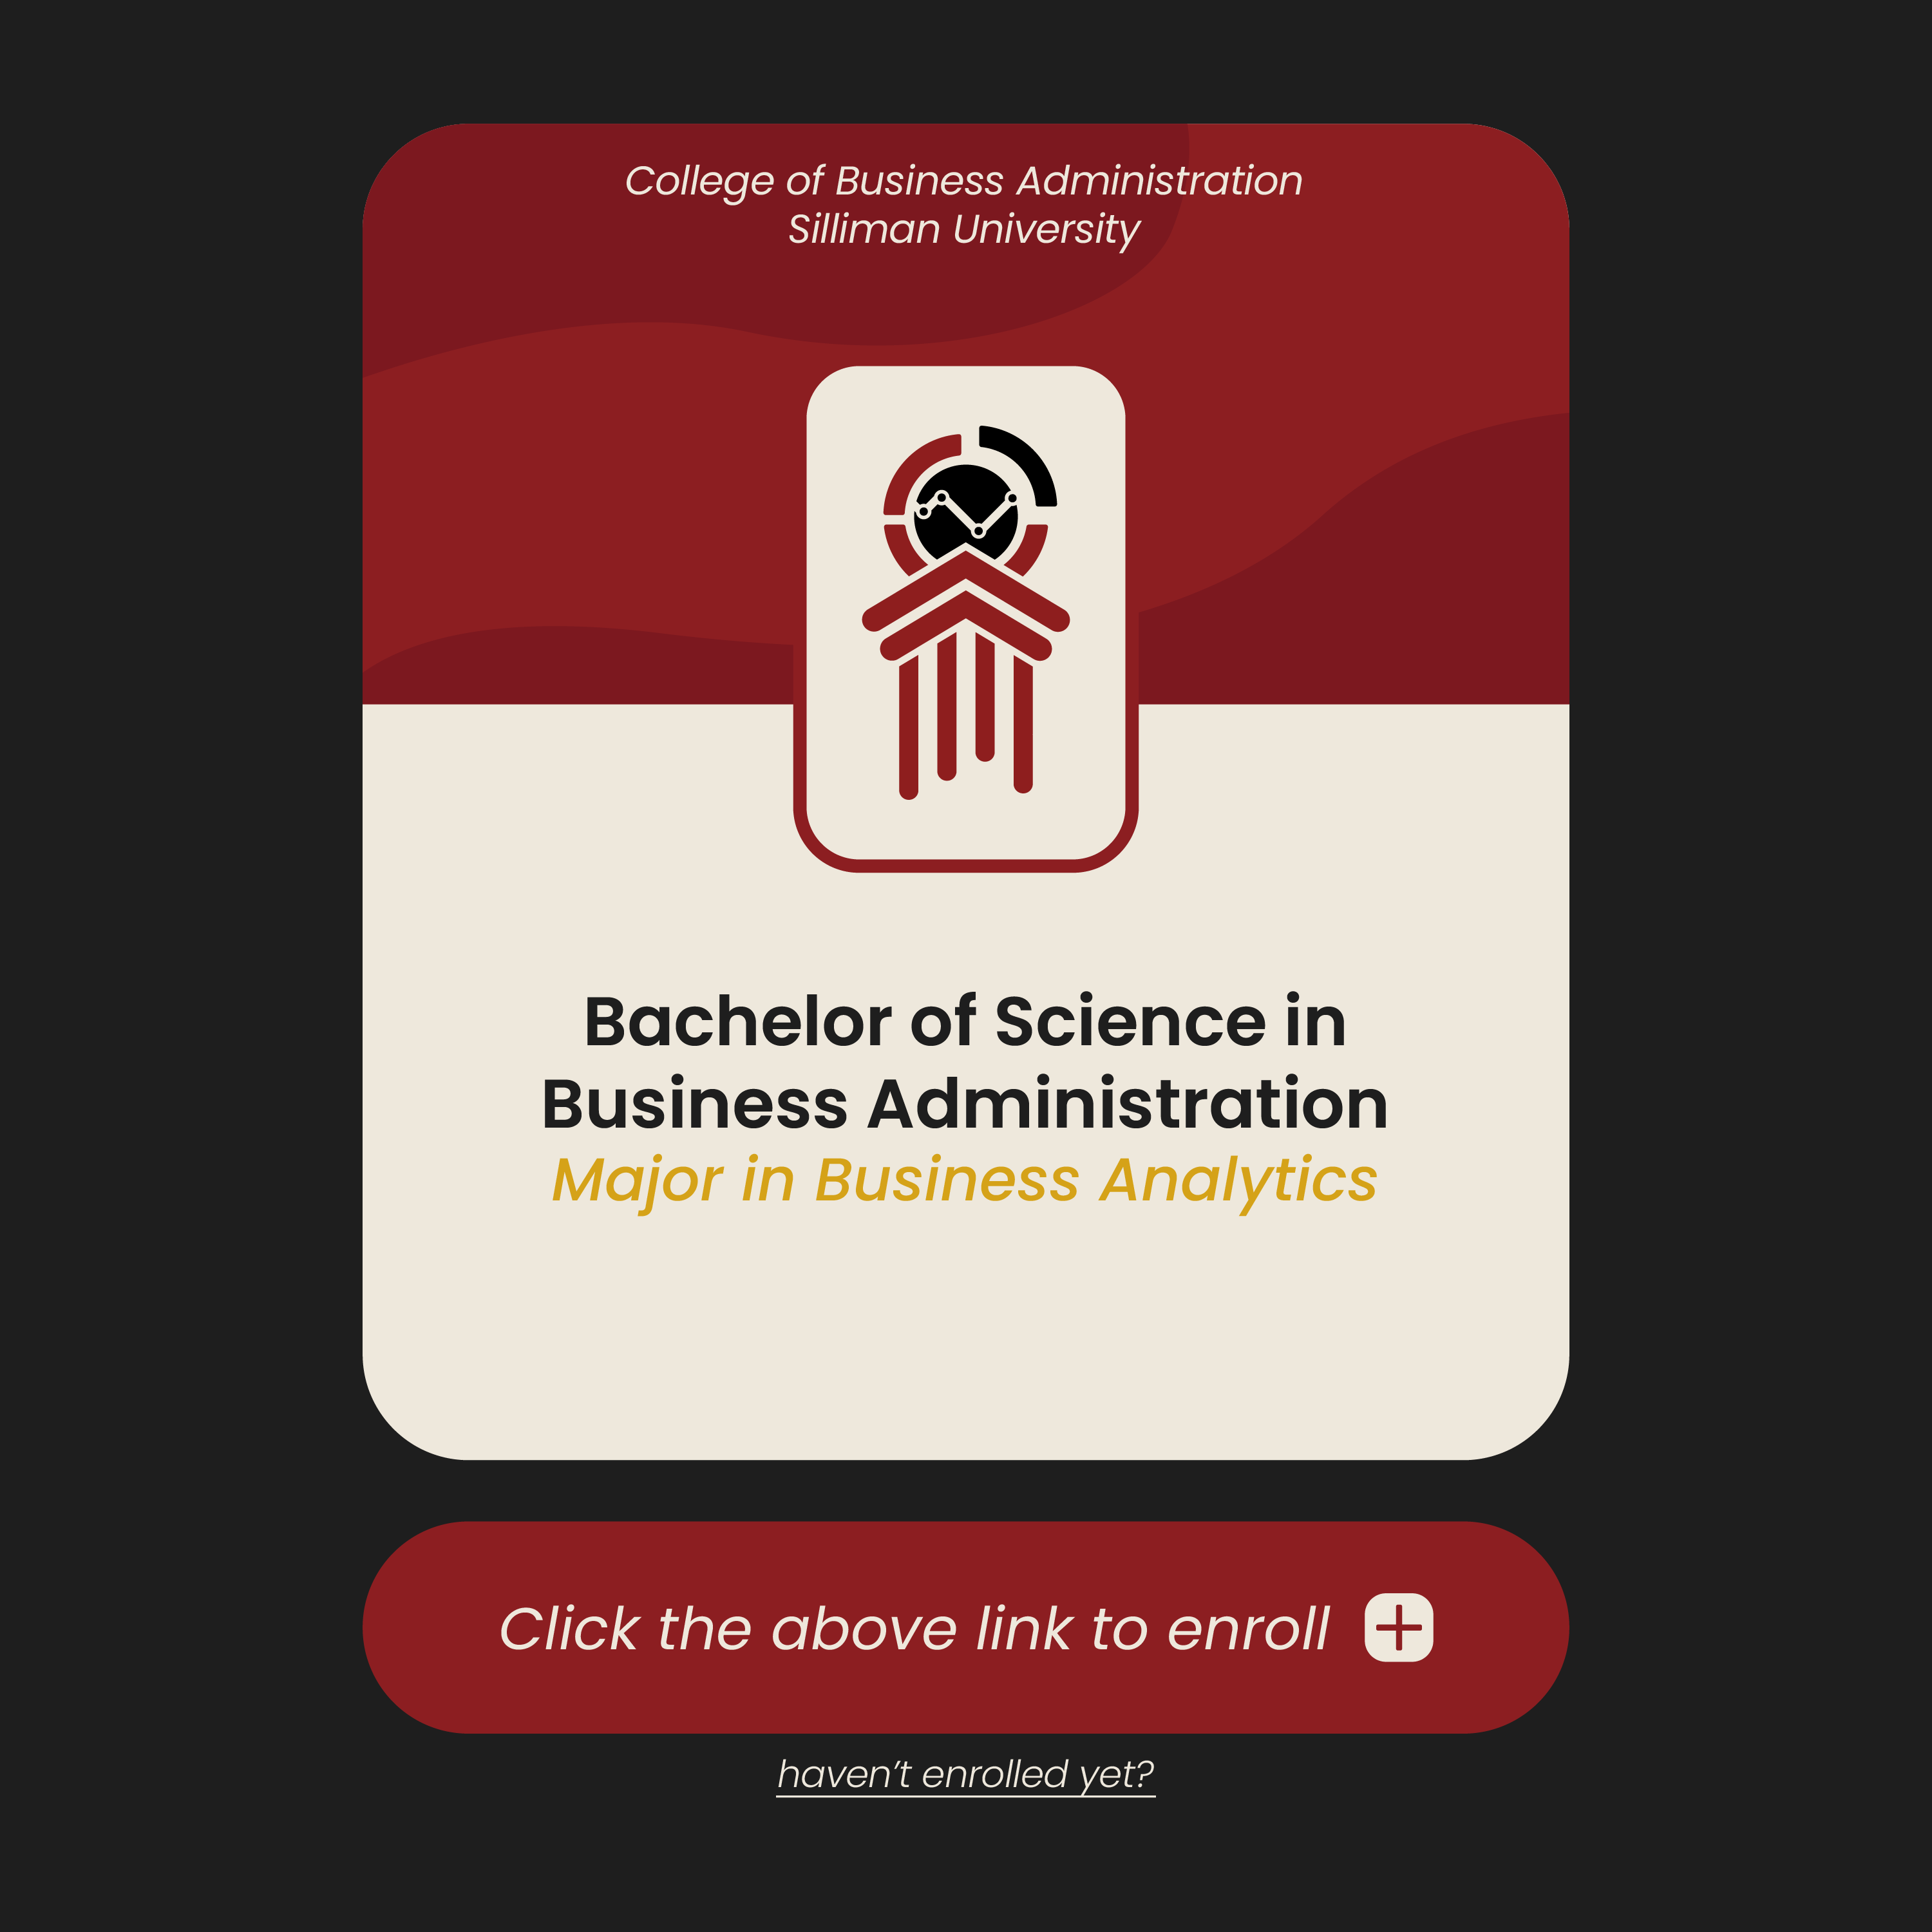 College of Business Administration
Silliman University
Bachelor of Science in
Business Administration
Major in Business Analytics
Click the above link to enroll
haven’t enrolled yet?